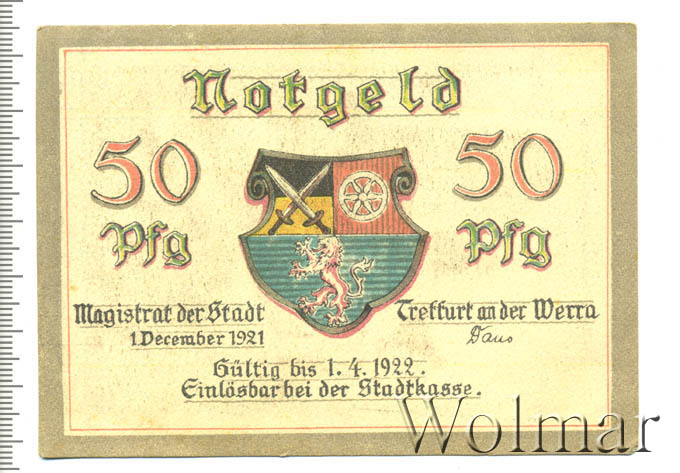 Notgeld
50 Pfg
50 Pfg
Magistrat der Stadt
1. December 1921
Treffurt an der Werra
Gültig bis 1. 4. 1922.
Einlösbar bei der Stadtkasse.
Wolmar